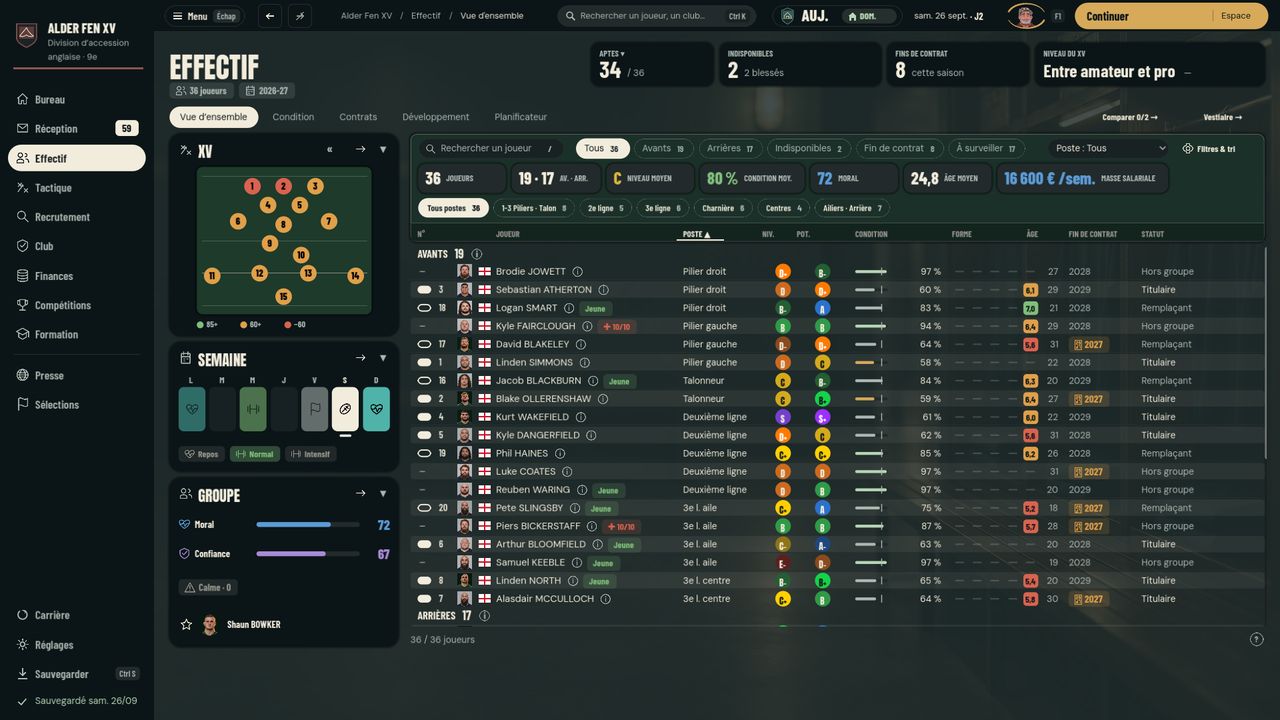 ALDER FEN XV
Division d'accession
anglaise · 9e
Menu Échap
Alder Fen XV / Effectif / Vue d'ensemble
Rechercher un joueur, un club... Ctrl K
AUJ. DOM. sam. 26 sept. · J2
F1
Continuer Espace
Bureau
Réception 59
Effectif
Tactique
Recrutement
Club
Finances
Compétitions
Formation
Presse
Sélections
Carrière
Réglages
Sauvegarder Ctrl S
Sauvegardé sam. 26/09
EFFECTIF
36 joueurs 2026-27
APTES ▾
34 / 36
INDISPONIBLES
2 2 blessés
FINS DE CONTRAT
8 cette saison
NIVEAU DU XV
Entre amateur et pro –
Vue d'ensemble Condition Contrats Développement Planificateur
Comparer 0/2 → Vestiaire →
XV « → ▼
1 2 3
4 5
6 8 7
9
10
11 12 13 14
15
85+ 60+ -60
SEMAINE → ▼
L M M J V S D
Repos Normal Intensif
GROUPE → ▼
Moral 72
Confiance 67
Calme · 0
Shaun BOWKER
Rechercher un joueur /
Tous 36 Avants 19 Arrières 17 Indisponibles 2 Fin de contrat 8 À surveiller 17
Poste : Tous Filtres & tri
36 JOUEURS 19 · 17 AV. · ARR. C NIVEAU MOYEN 80 % CONDITION MOY. 72 MORAL 24,8 ÂGE MOYEN 16 600 € /sem. MASSE SALARIALE
Tous postes 36 1-3 Piliers · Talon 8 2e ligne 5 3e ligne 6 Charnière 6 Centres 4 Ailiers · Arrière 7
N° JOUEUR POSTE ▲ NIV. POT. CONDITION FORME ÂGE FIN DE CONTRAT STATUT
AVANTS 19
– Brodie JOWETT Pilier droit D- B- 97 % 27 2028 Hors groupe
3 Sebastian ATHERTON Pilier droit D D+ 60 % 6,1 29 2029 Titulaire
18 Logan SMART Jeune Pilier droit B- A 83 % 7,0 21 2028 Remplaçant
– Kyle FAIRCLOUGH + 10/10 Pilier gauche B B 94 % 6,4 29 2028 Hors groupe
17 David BLAKELEY Pilier gauche D- D+ 64 % 5,6 31 2027 Remplaçant
1 Linden SIMMONS Pilier gauche D C 58 % 22 2028 Titulaire
16 Jacob BLACKBURN Jeune Talonneur C B- 84 % 6,3 20 2029 Remplaçant
2 Blake OLLERENSHAW Talonneur C B+ 59 % 6,4 27 2027 Titulaire
4 Kurt WAKEFIELD Deuxième ligne S S+ 61 % 6,0 22 2029 Titulaire
5 Kyle DANGERFIELD Deuxième ligne D+ C 62 % 5,8 31 2028 Titulaire
19 Phil HAINES Deuxième ligne C+ C+ 85 % 6,2 26 2028 Remplaçant
– Luke COATES Deuxième ligne D D 97 % 31 2027 Hors groupe
– Reuben WARING Jeune Deuxième ligne D B 97 % 20 2029 Hors groupe
20 Pete SLINGSBY Jeune 3e l. aile C+ A 75 % 5,2 18 2027 Remplaçant
– Piers BICKERSTAFF + 10/10 3e l. aile B B 87 % 5,7 28 2027 Hors groupe
6 Arthur BLOOMFIELD Jeune 3e l. aile C- A- 63 % 20 2028 Titulaire
– Samuel KEEBLE Jeune 3e l. aile E- D- 97 % 19 2028 Hors groupe
8 Linden NORTH Jeune 3e l. centre B- B+ 65 % 5,4 20 2029 Titulaire
7 Alasdair MCCULLOCH 3e l. centre C+ B 64 % 5,8 30 2027 Titulaire
ARRIÈRES 17
36 / 36 joueurs ?